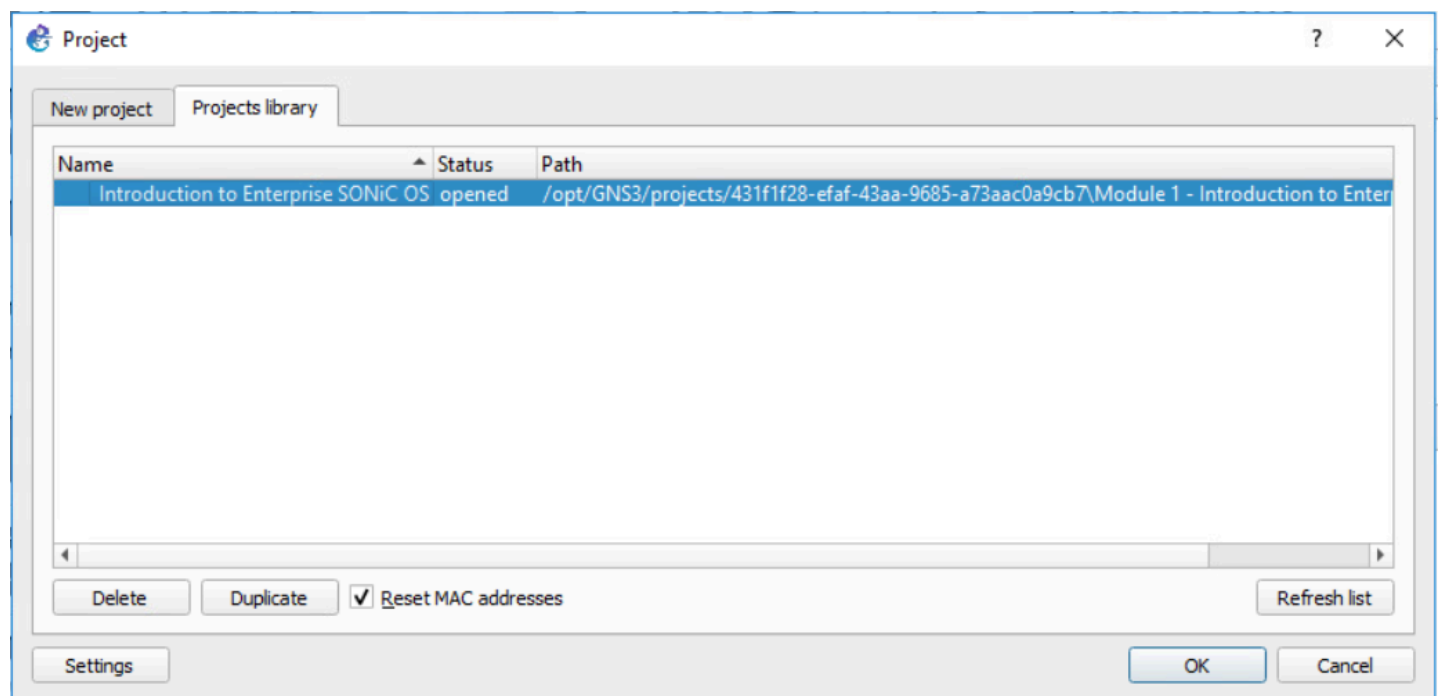 Project ?
New project Projects library
Name Status Path
Introduction to Enterprise SONiC OS opened /opt/GNS3/projects/431f1f28-efaf-43aa-9685-a73aac0a9cb7\Module 1 - Introduction to Enter
Delete Duplicate Reset MAC addresses Refresh list
Settings OK Cancel